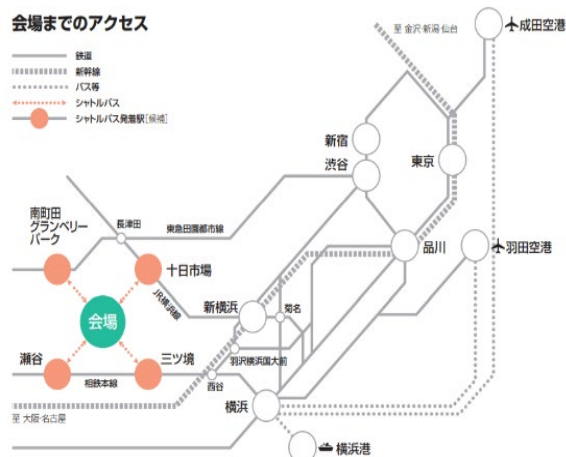 会場までのアクセス
鉄道
新幹線
バス等
シャトルバス
シャトルバス発着駅[候補]
至 金沢・新潟・仙台
成田空港
新宿
渋谷
東京
南町田
グランベリー
パーク
長津田
東急田園都市線
品川
羽田空港
十日市場
JR横浜線
新横浜
菊名
会場
羽沢横浜国大前
瀬谷
三ツ境
相鉄本線
西谷
横浜
至 大阪・名古屋
横浜港